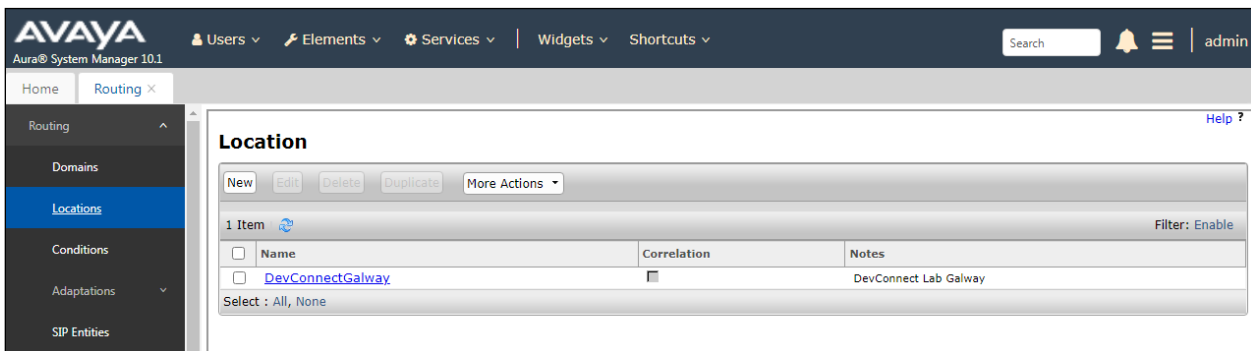 AVAYA
Aura® System Manager 10.1
Users Elements Services Widgets Shortcuts Search admin
Home Routing ×
Help ?
Routing
Domains
Locations
Conditions
Adaptations
SIP Entities
Location
New Edit Delete Duplicate More Actions
1 Item Filter: Enable
Name Correlation Notes
DevConnectGalway DevConnect Lab Galway
Select : All, None